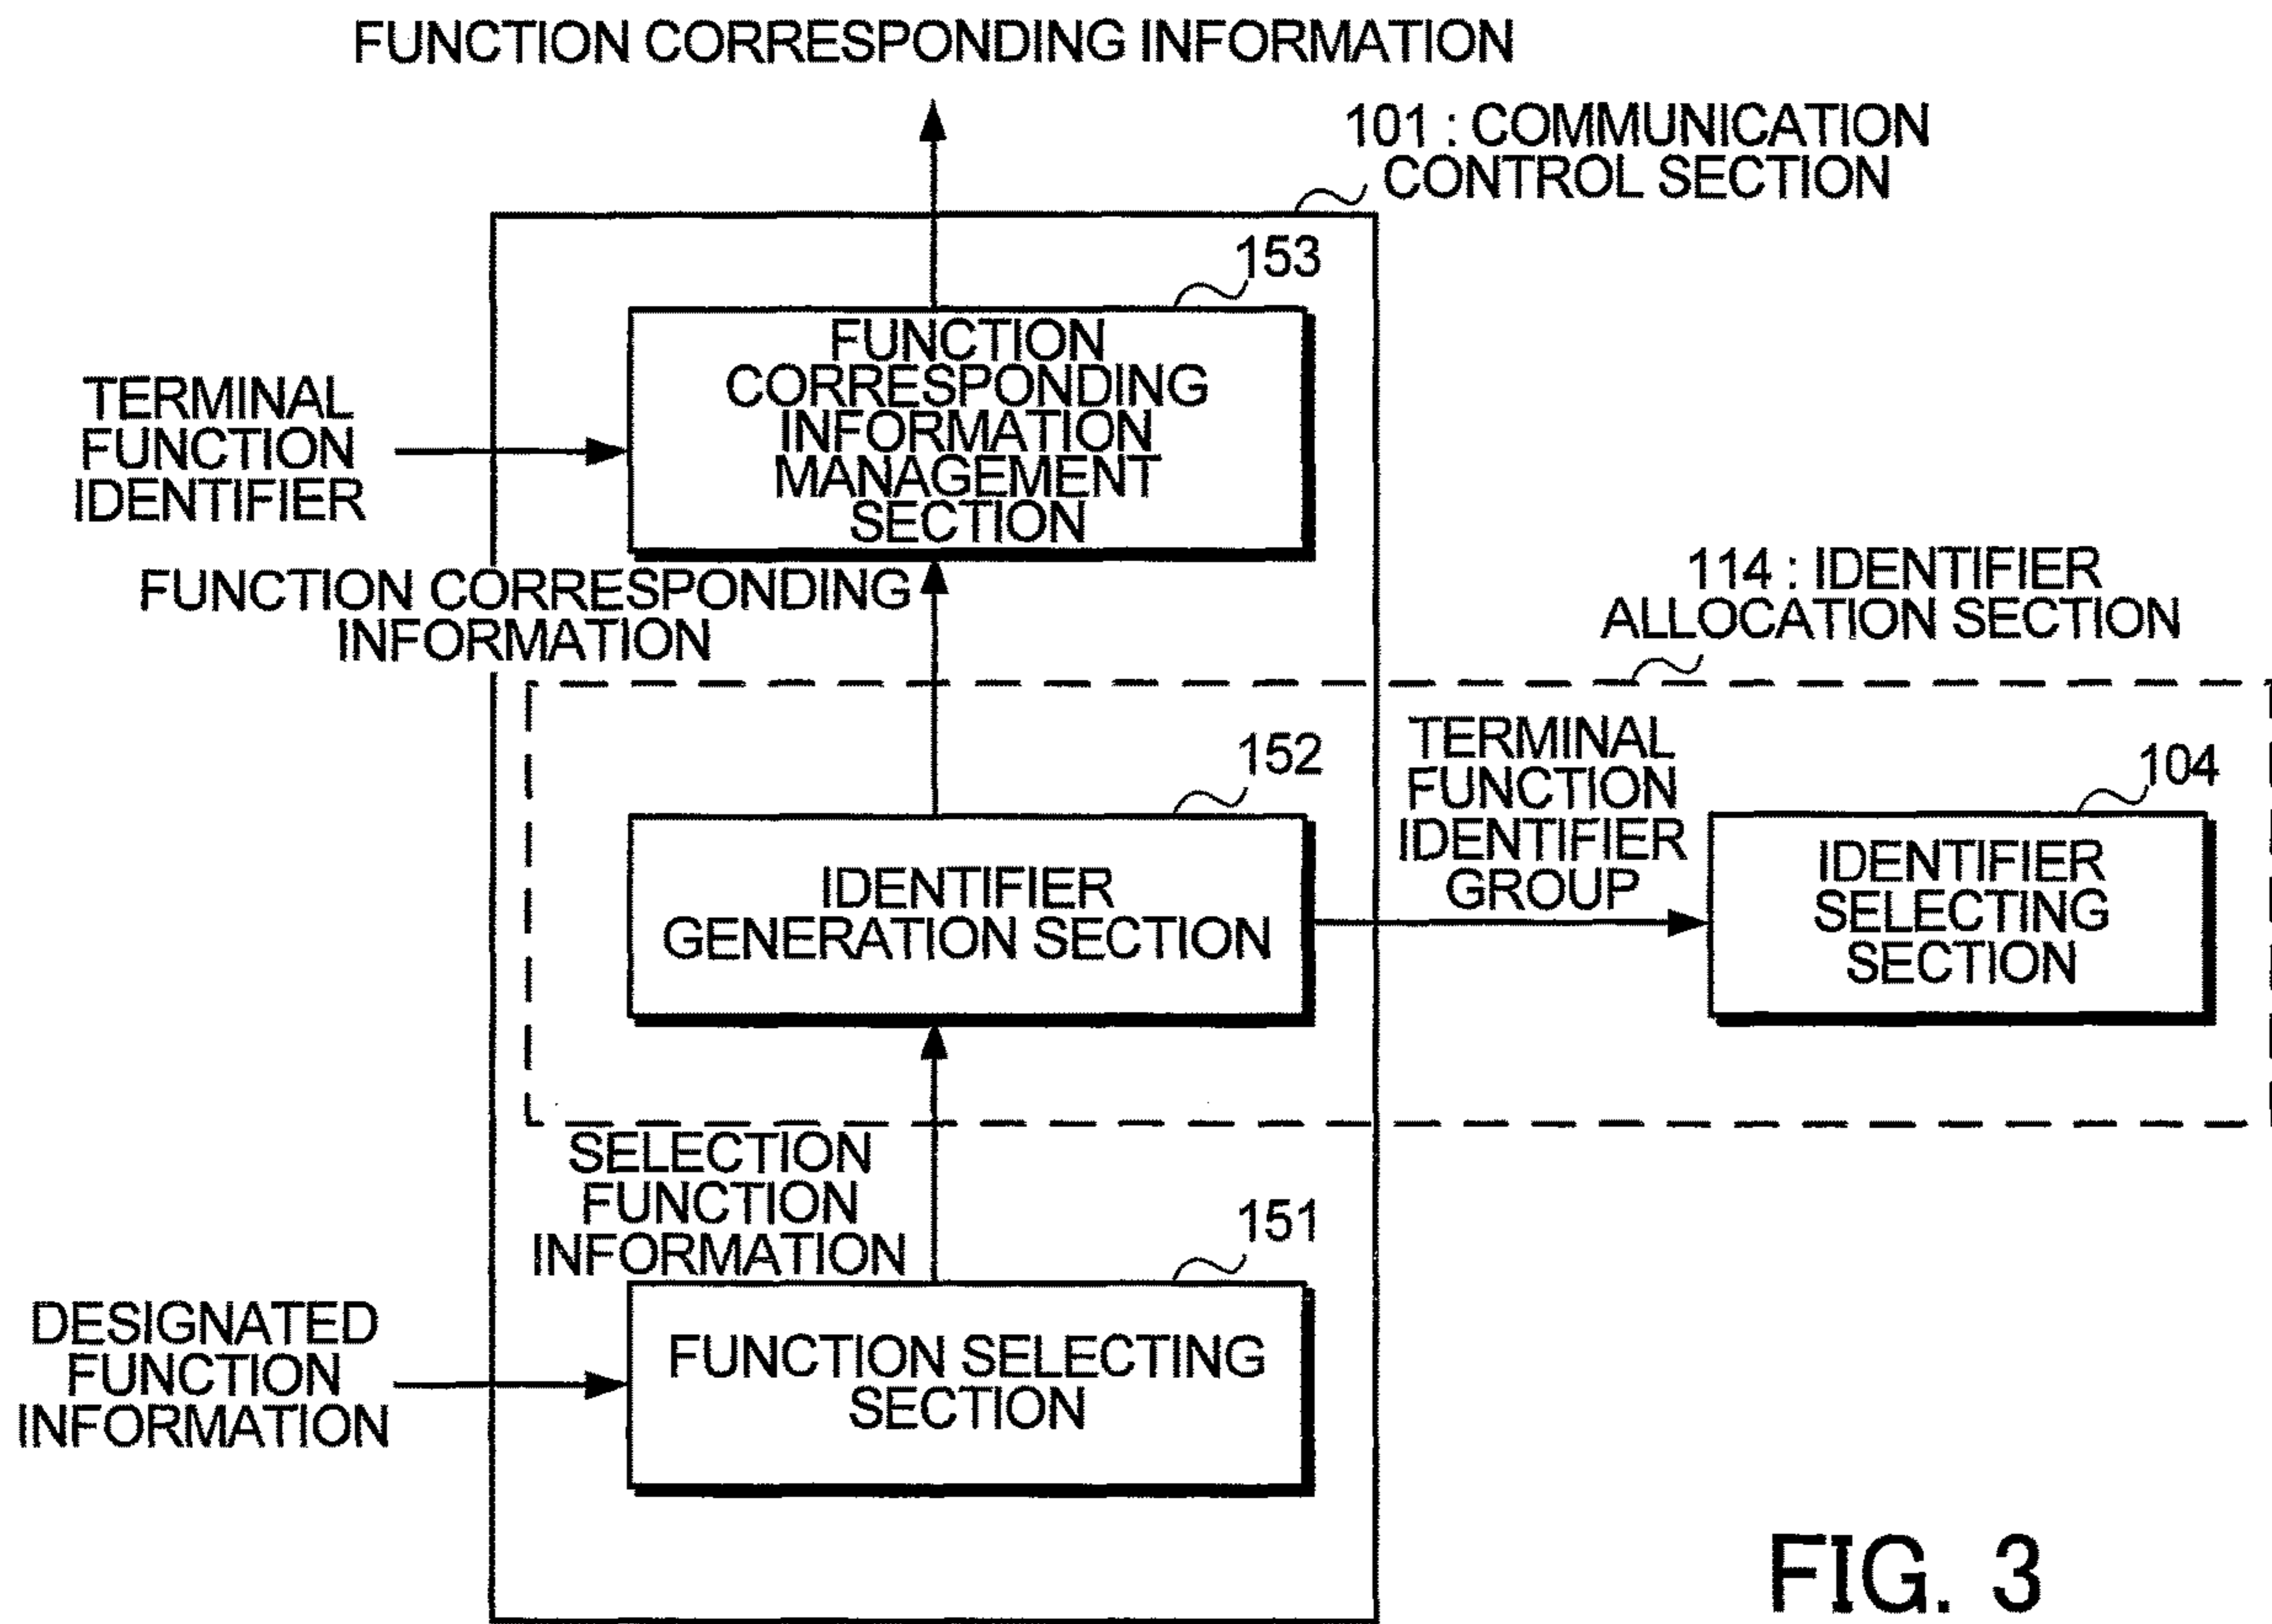 FUNCTION CORRESPONDING INFORMATION
101 : COMMUNICATION
CONTROL SECTION
153
FUNCTION
CORRESPONDING
INFORMATION
MANAGEMENT
SECTION
TERMINAL
FUNCTION
IDENTIFIER
FUNCTION CORRESPONDING
INFORMATION
114 : IDENTIFIER
ALLOCATION SECTION
152
IDENTIFIER
GENERATION SECTION
TERMINAL
FUNCTION
IDENTIFIER
GROUP
104
IDENTIFIER
SELECTING
SECTION
SELECTION
FUNCTION
INFORMATION
151
FUNCTION SELECTING
SECTION
DESIGNATED
FUNCTION
INFORMATION
FIG. 3